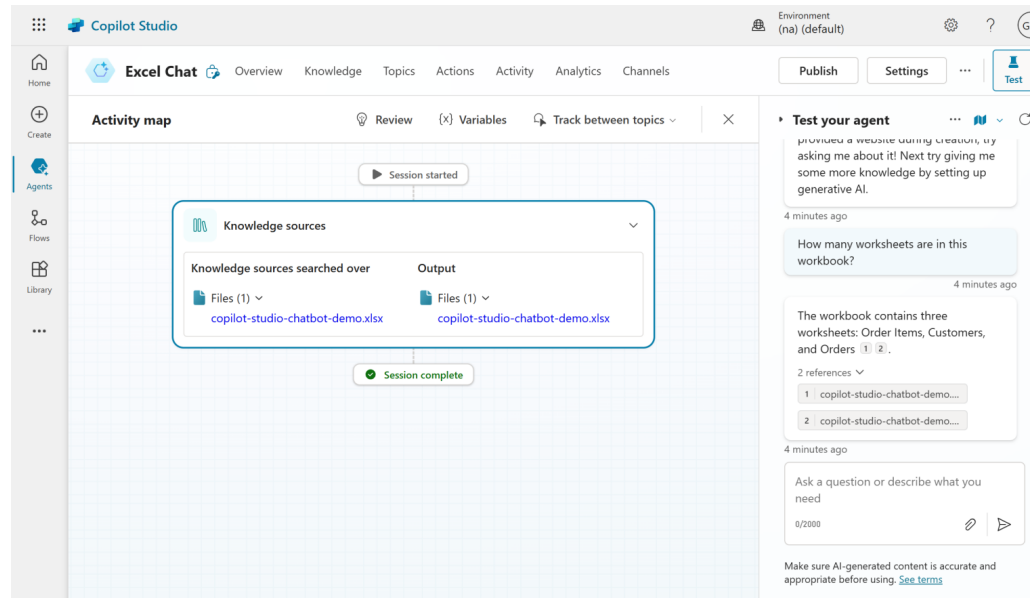 Copilot Studio
Environment
(na) (default)
?
G
Home
Create
Agents
Flows
Library
Excel Chat
Overview
Knowledge
Topics
Actions
Activity
Analytics
Channels
Publish
Settings
Test
Activity map
Review
{x} Variables
Track between topics
Session started
Knowledge sources
Knowledge sources searched over
Output
Files (1)
Files (1)
copilot-studio-chatbot-demo.xlsx
copilot-studio-chatbot-demo.xlsx
Session complete
Test your agent
provided a website during creation, try
asking me about it! Next try giving me
some more knowledge by setting up
generative AI.
4 minutes ago
How many worksheets are in this
workbook?
4 minutes ago
The workbook contains three
worksheets: Order Items, Customers,
and Orders 1 2 .
2 references
1 copilot-studio-chatbot-demo....
2 copilot-studio-chatbot-demo....
4 minutes ago
Ask a question or describe what you
need
0/2000
Make sure AI-generated content is accurate and
appropriate before using. See terms